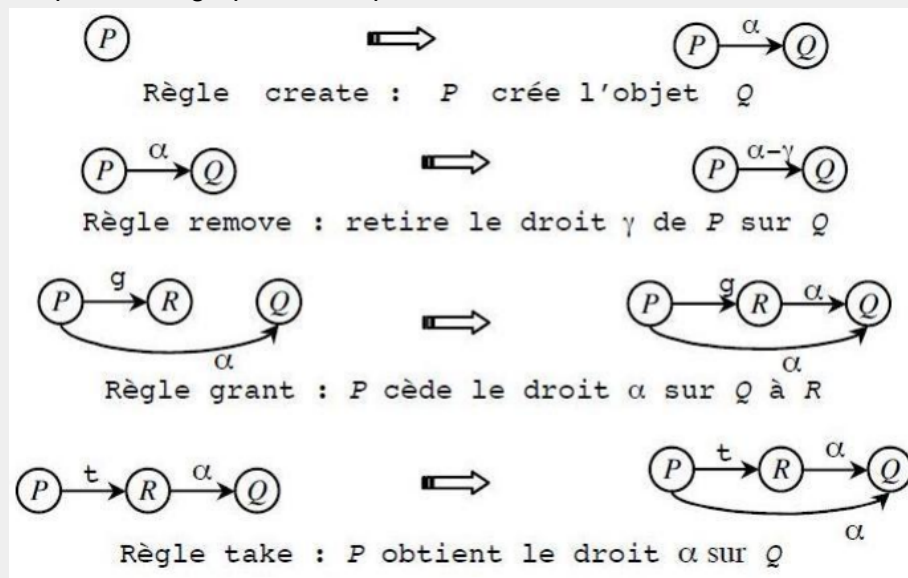 P α P Q
Règle create : P crée l'objet Q
P α Q α-γ P Q
Règle remove : retire le droit γ de P sur Q
P g R Q α P g R α Q α
Règle grant : P cède le droit α sur Q à R
P t R α Q P t R α Q α
Règle take : P obtient le droit α sur Q